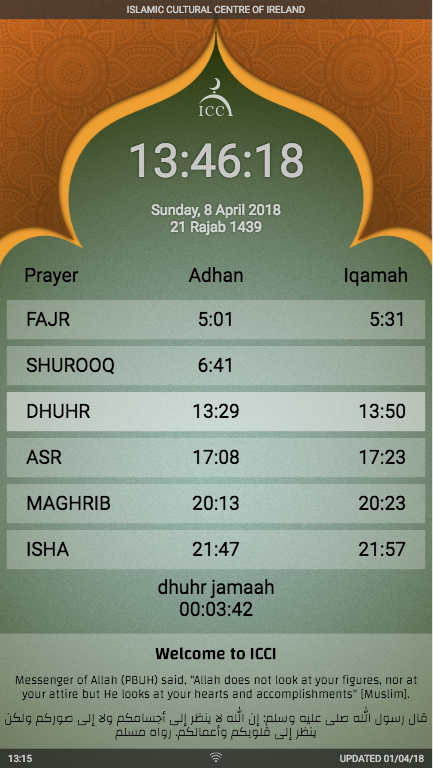 ISLAMIC CULTURAL CENTRE OF IRELAND
ICCI
13:46:18
Sunday, 8 April 2018
21 Rajab 1439
Prayer Adhan Iqamah
FAJR 5:01 5:31
SHUROOQ 6:41
DHUHR 13:29 13:50
ASR 17:08 17:23
MAGHRIB 20:13 20:23
ISHA 21:47 21:57
dhuhr jamaah
00:03:42
Welcome to ICCI
Messenger of Allah (PBUH) said, "Allah does not look at your figures, nor at
your attire but He looks at your hearts and accomplishments" [Muslim].
قال رسول الله صلى عليه وسلم: إن الله لا ينظر إلى أجسامكم ولا إلى صوركم ولكن
ينظر إلى قلوبكم وأعمالكم. رواه مسلم
13:15 UPDATED 01/04/18